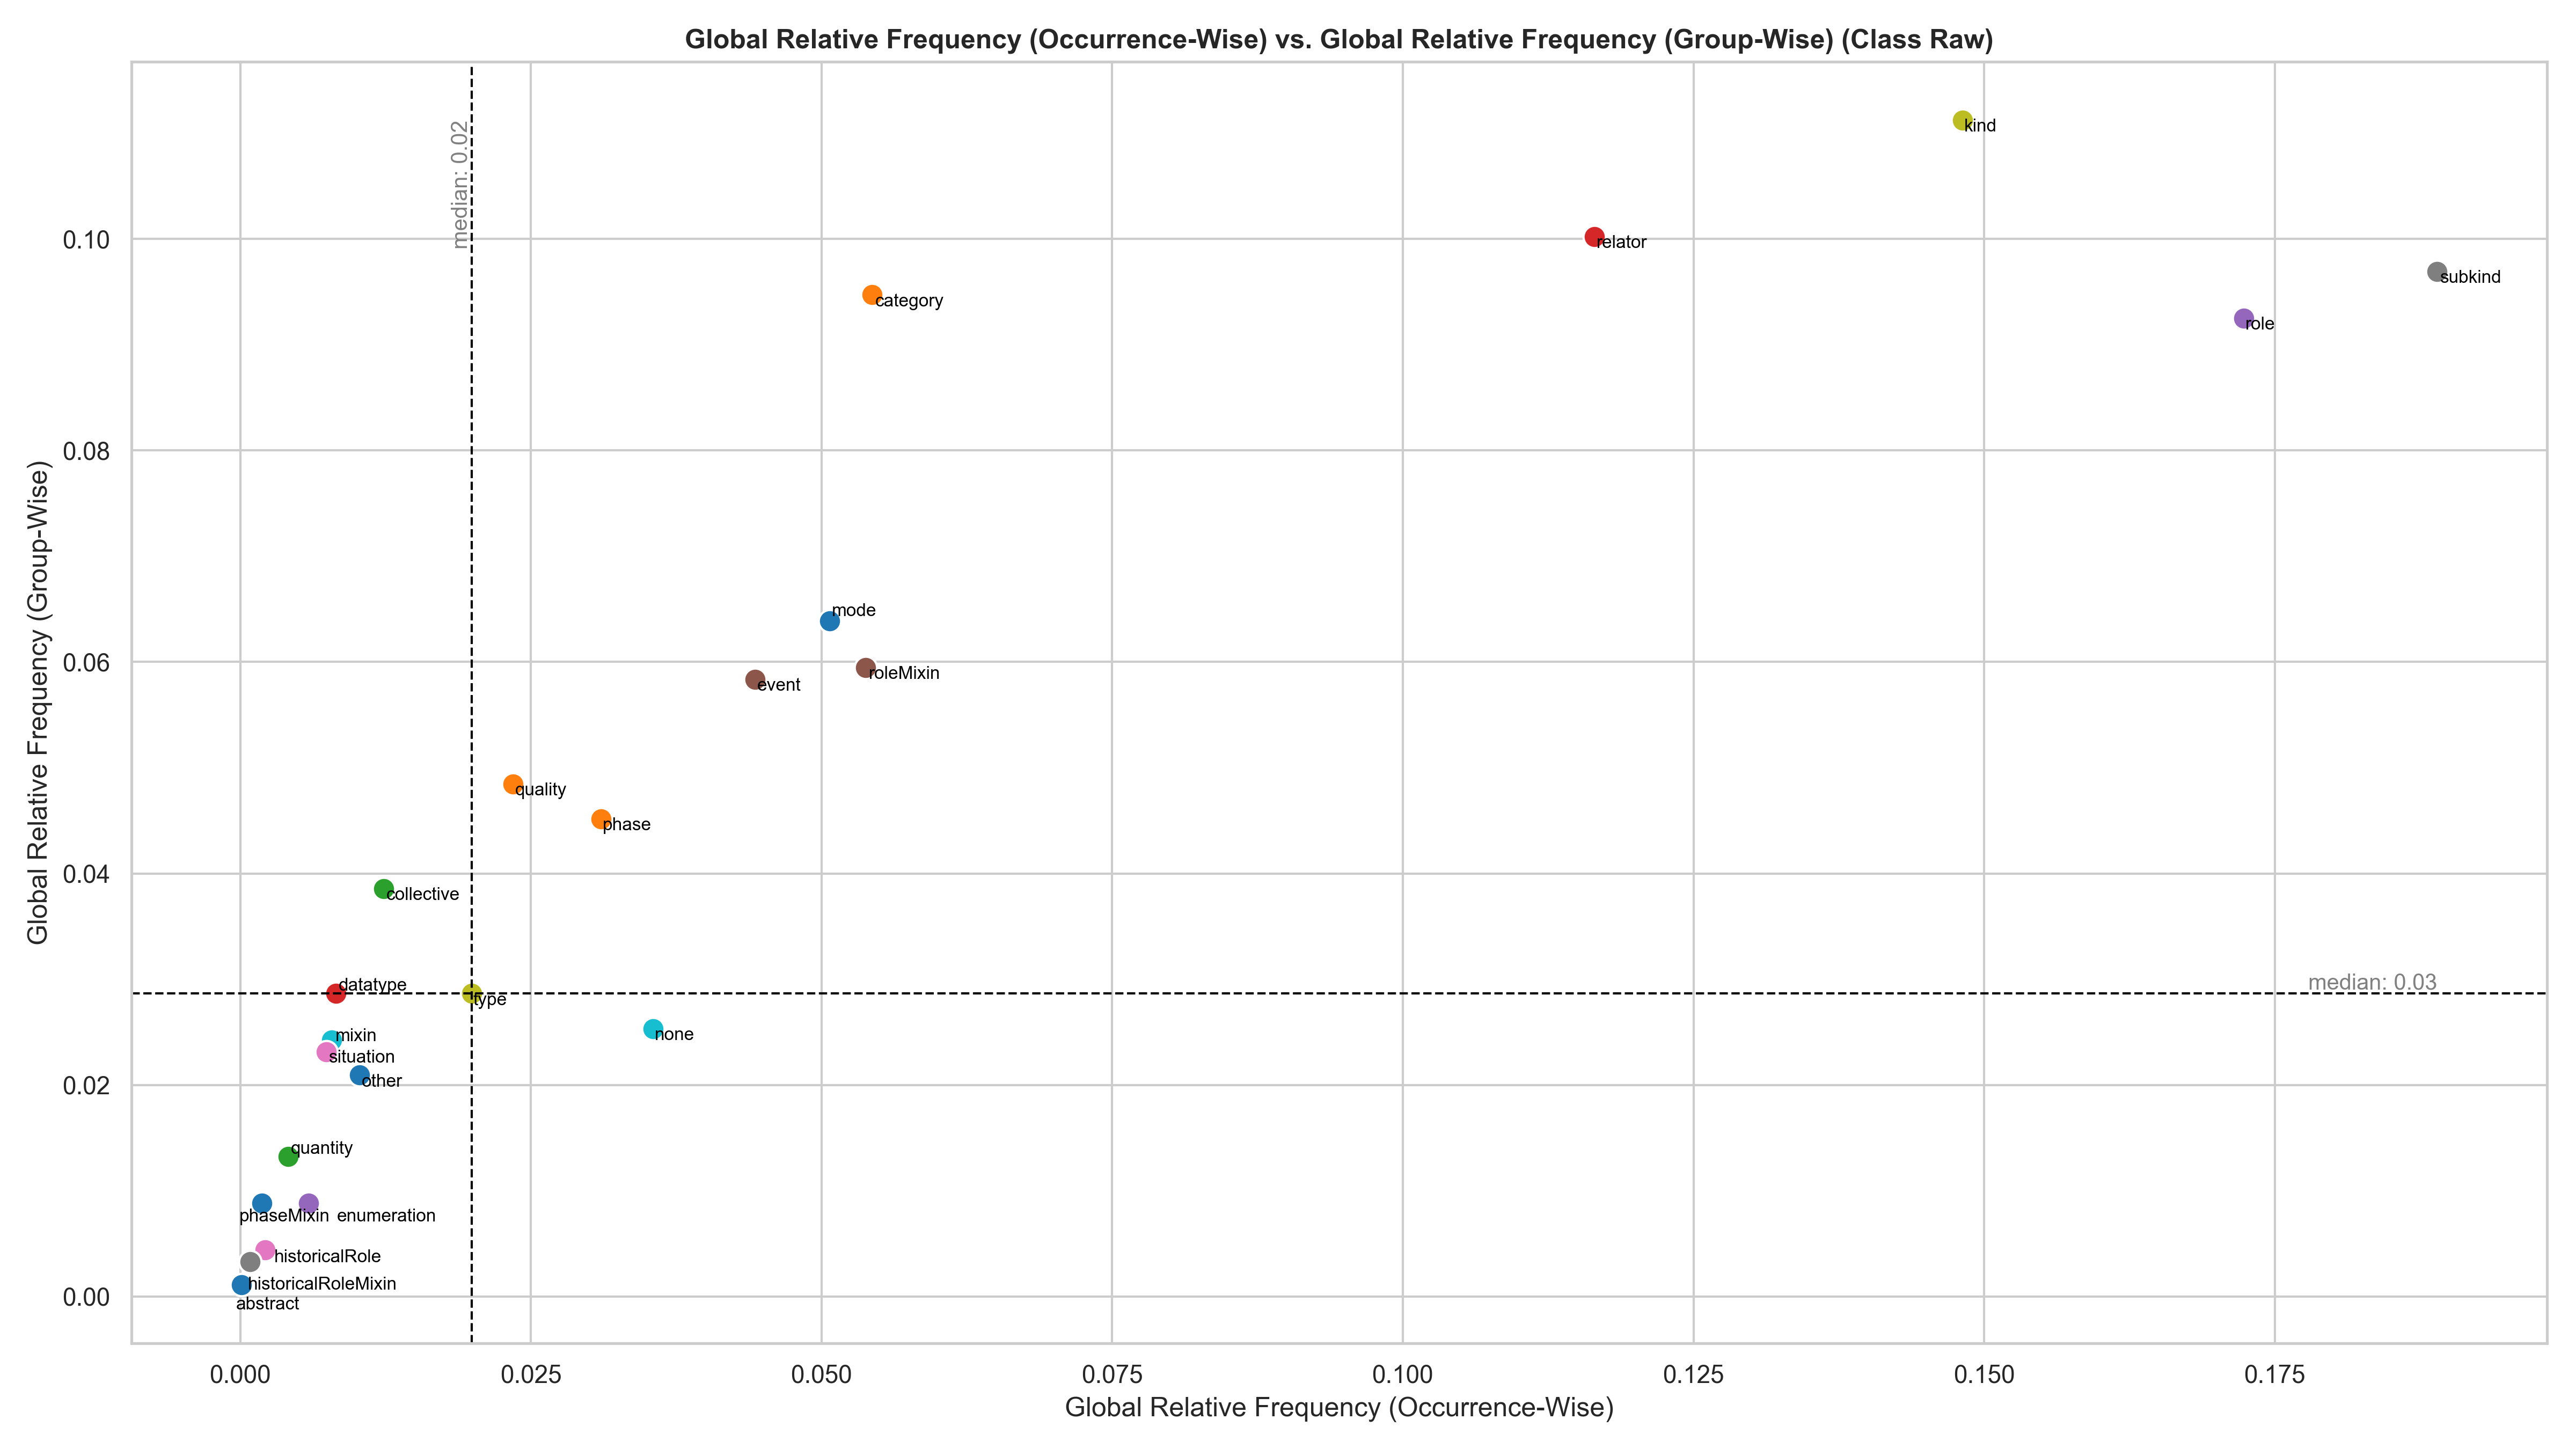 Global Relative Frequency (Occurrence-Wise) vs. Global Relative Frequency (Group-Wise) (Class Raw)
Global Relative Frequency (Group-Wise)
0.10
0.08
0.06
0.04
0.02
0.00
median: 0.02
median: 0.03
kind
relator
subkind
category
role
mode
roleMixin
event
quality
phase
collective
datatype
type
none
mixin
situation
other
quantity
phaseMixin
enumeration
historicalRole
historicalRoleMixin
abstract
0.000
0.025
0.050
0.075
0.100
0.125
0.150
0.175
Global Relative Frequency (Occurrence-Wise)